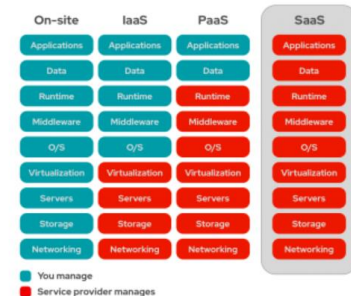 On-site IaaS PaaS SaaS
Applications Applications Applications Applications
Data Data Data Data
Runtime Runtime Runtime Runtime
Middleware Middleware Middleware Middleware
O/S O/S O/S O/S
Virtualization Virtualization Virtualization Virtualization
Servers Servers Servers Servers
Storage Storage Storage Storage
Networking Networking Networking Networking
You manage
Service provider manages